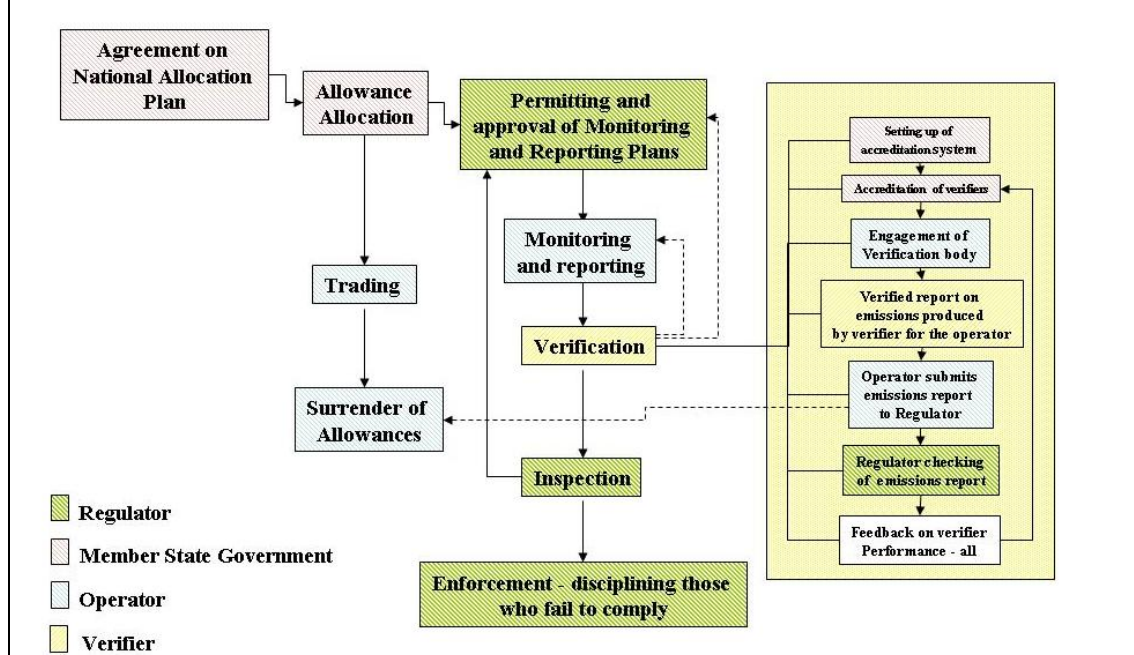 Agreement on
National Allocation
Plan
Allowance
Allocation
Permitting and
approval of Monitoring
and Reporting Plans
Monitoring
and reporting
Trading
Verification
Surrender of
Allowances
Inspection
Enforcement - disciplining those
who fail to comply
Setting up of
accreditation system
Accreditation of verifiers
Engagement of
Verification body
Verified report on
emissions produced
by verifier for the operator
Operator submits
emissions report
to Regulator
Regulator checking
of emissions report
Feedback on verifier
Performance - all
Regulator
Member State Government
Operator
Verifier